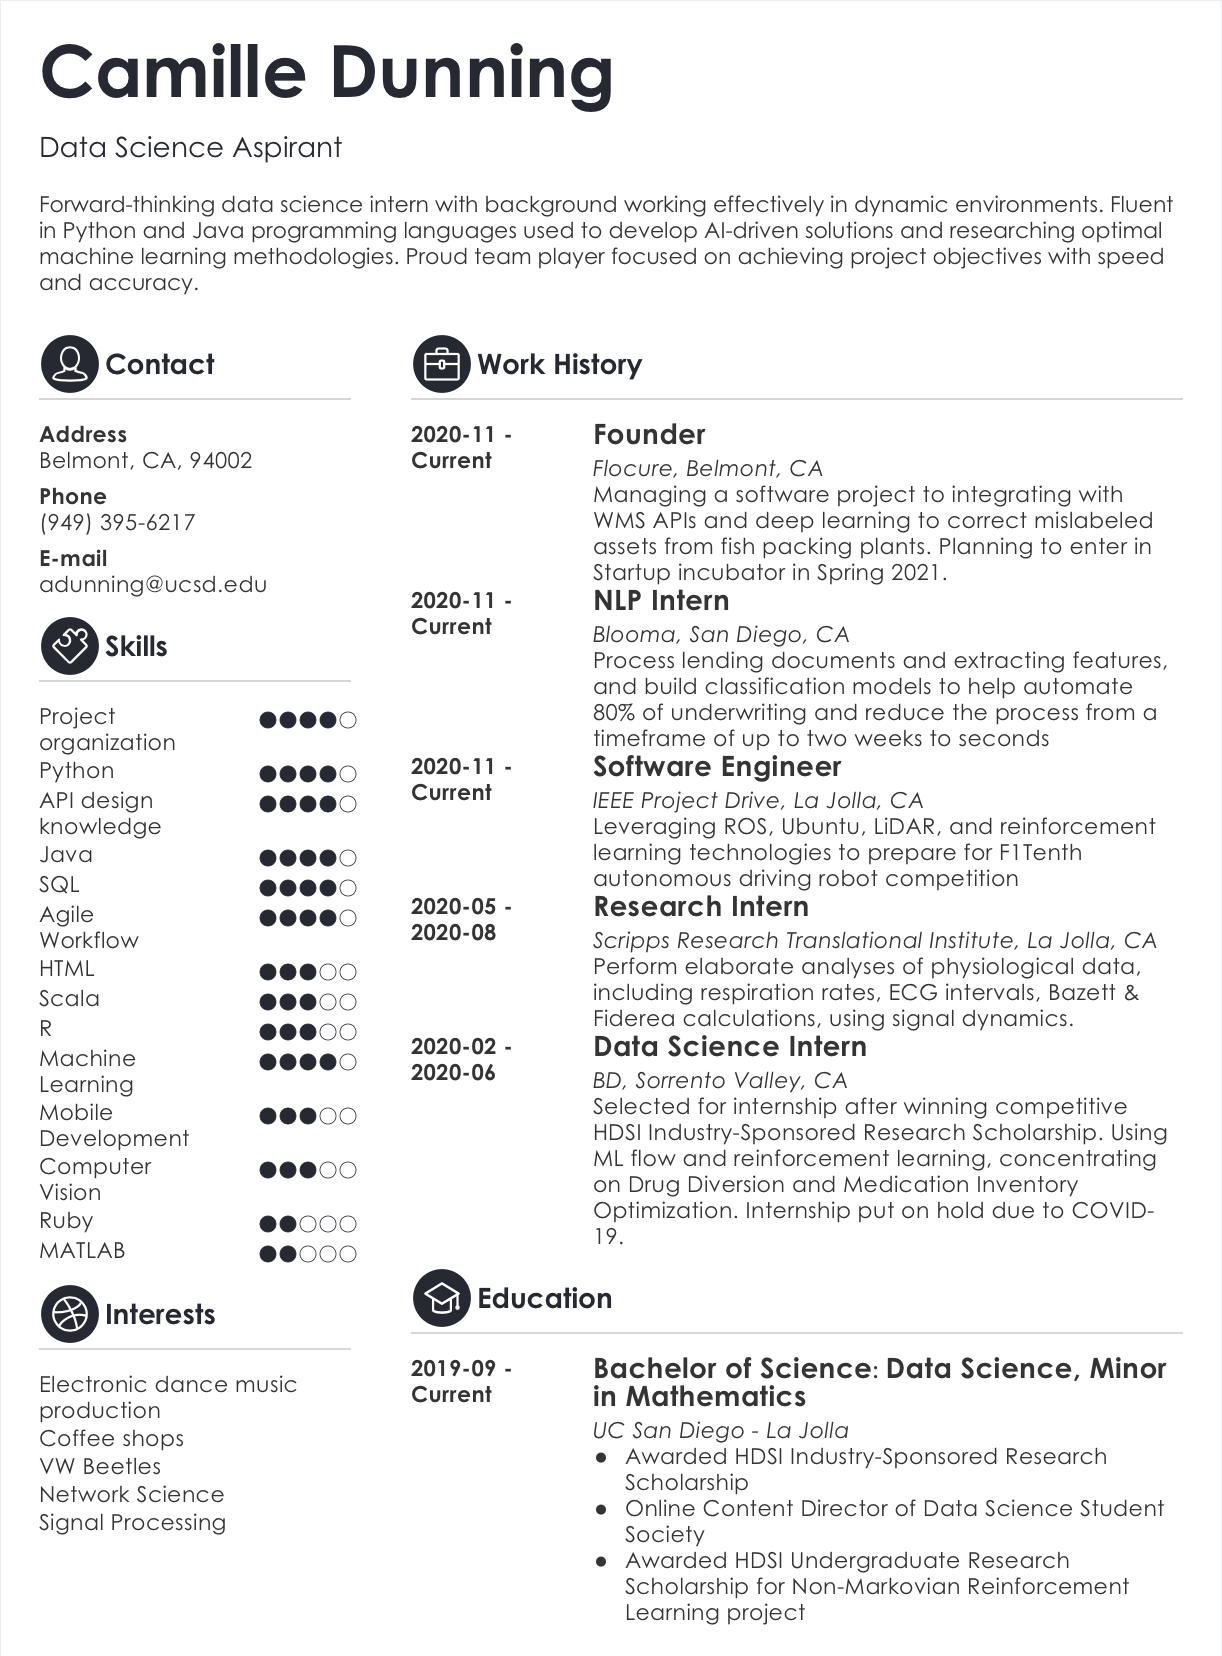 Camille Dunning
Data Science Aspirant
Forward-thinking data science intern with background working effectively in dynamic environments. Fluent
in Python and Java programming languages used to develop AI-driven solutions and researching optimal
machine learning methodologies. Proud team player focused on achieving project objectives with speed
and accuracy.
Contact
Address
Belmont, CA, 94002
Phone
(949) 395-6217
E-mail
adunning@ucsd.edu
Skills
Project
organization
Python
API design
knowledge
Java
SQL
Agile
Workflow
HTML
Scala
R
Machine
Learning
Mobile
Development
Computer
Vision
Ruby
MATLAB
Interests
Electronic dance music
production
Coffee shops
VW Beetles
Network Science
Signal Processing
Work History
2020-11 -
Current
Founder
Flocure, Belmont, CA
Managing a software project to integrating with
WMS APIs and deep learning to correct mislabeled
assets from fish packing plants. Planning to enter in
Startup incubator in Spring 2021.
2020-11 -
Current
NLP Intern
Blooma, San Diego, CA
Process lending documents and extracting features,
and build classification models to help automate
80% of underwriting and reduce the process from a
timeframe of up to two weeks to seconds
2020-11 -
Current
Software Engineer
IEEE Project Drive, La Jolla, CA
Leveraging ROS, Ubuntu, LiDAR, and reinforcement
learning technologies to prepare for F1Tenth
autonomous driving robot competition
2020-05 -
2020-08
Research Intern
Scripps Research Translational Institute, La Jolla, CA
Perform elaborate analyses of physiological data,
including respiration rates, ECG intervals, Bazett &
Fiderea calculations, using signal dynamics.
2020-02 -
2020-06
Data Science Intern
BD, Sorrento Valley, CA
Selected for internship after winning competitive
HDSI Industry-Sponsored Research Scholarship. Using
ML flow and reinforcement learning, concentrating
on Drug Diversion and Medication Inventory
Optimization. Internship put on hold due to COVID-
19.
Education
2019-09 -
Current
Bachelor of Science: Data Science, Minor
in Mathematics
UC San Diego - La Jolla
● Awarded HDSI Industry-Sponsored Research
Scholarship
● Online Content Director of Data Science Student
Society
● Awarded HDSI Undergraduate Research
Scholarship for Non-Markovian Reinforcement
Learning project